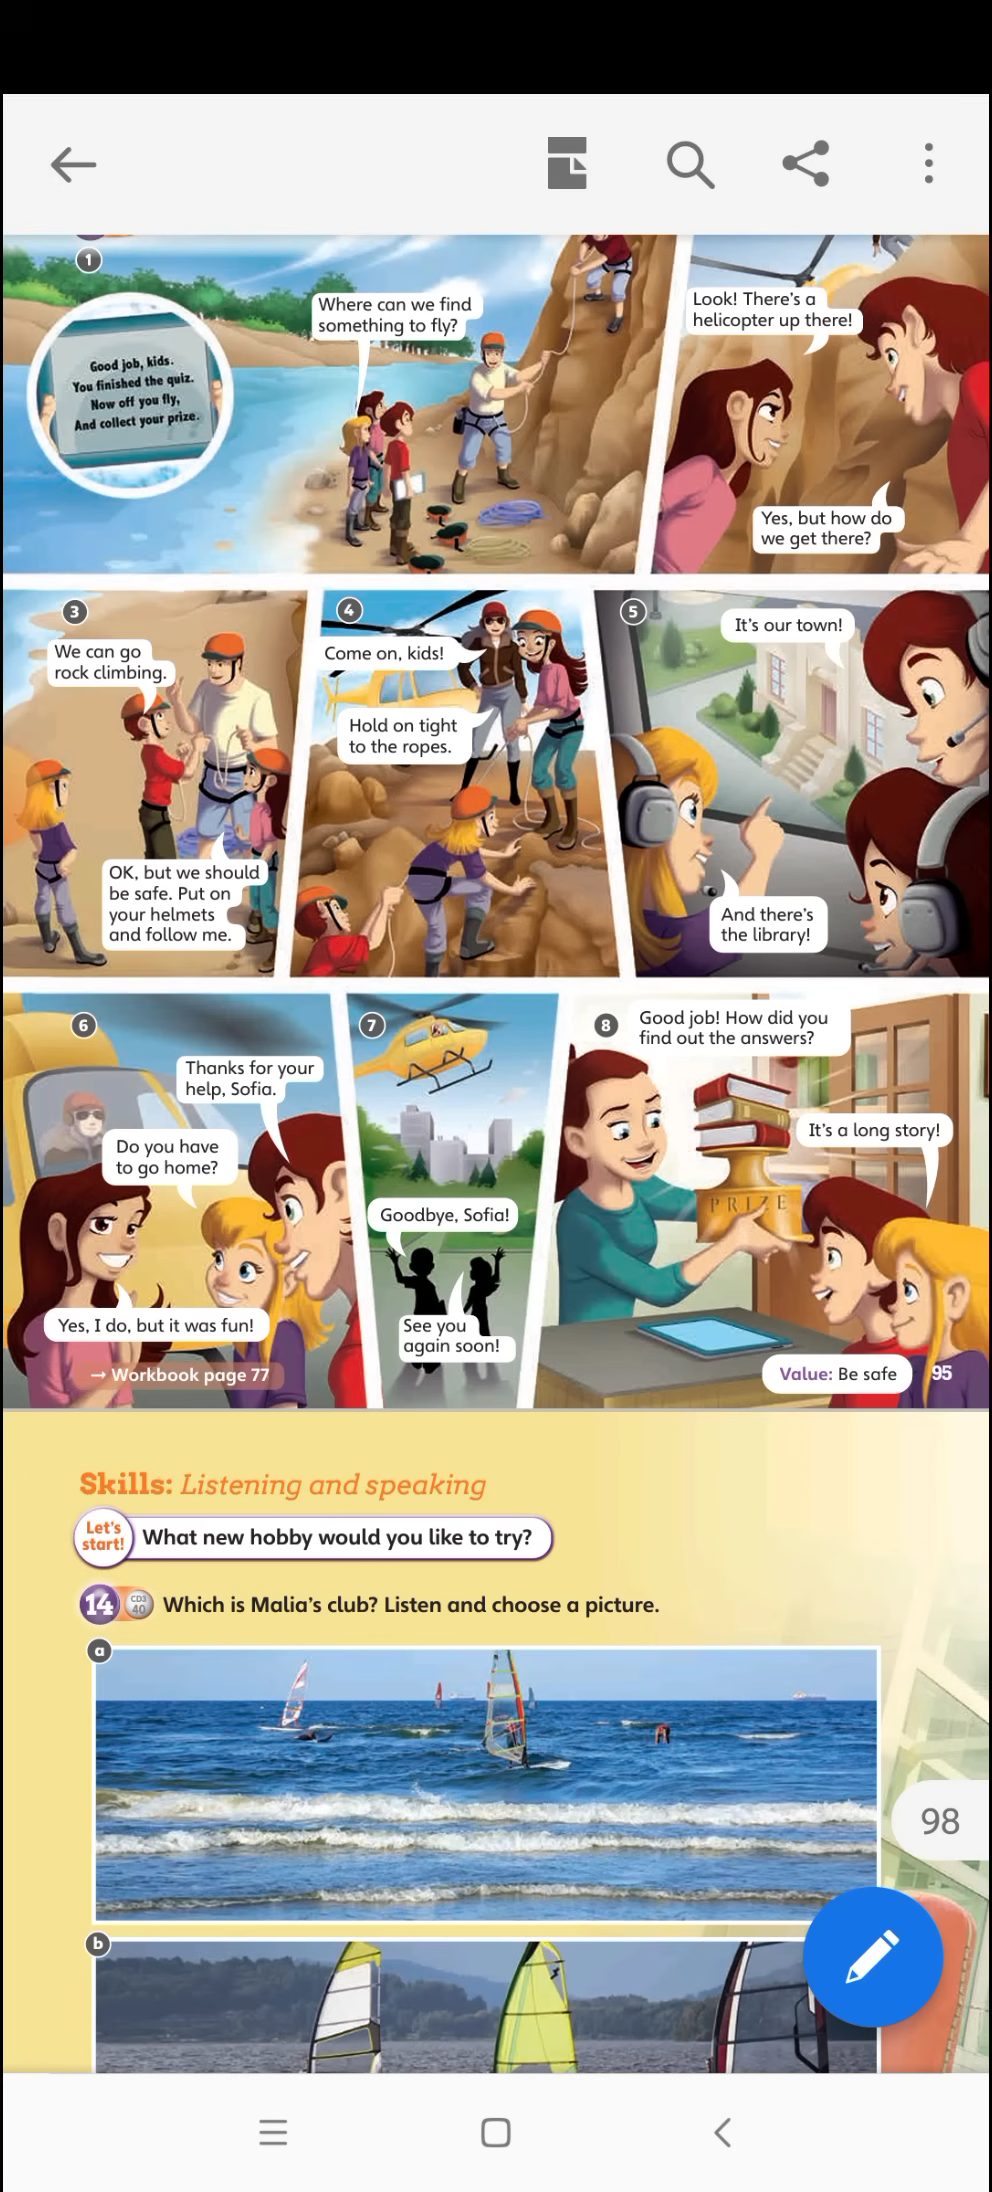 1
Good job, kids.
You finished the quiz.
Now off you fly,
And collect your prize.
Where can we find
something to fly?
Look! There's a
helicopter up there!
Yes, but how do
we get there?
3
We can go
rock climbing.
OK, but we should
be safe. Put on
your helmets
and follow me.
4
Come on, kids!
Hold on tight
to the ropes.
5
It's our town!
And there's
the library!
6
Thanks for your
help, Sofia.
Do you have
to go home?
Yes, I do, but it was fun!
→ Workbook page 77
7
Goodbye, Sofia!
See you
again soon!
8
Good job! How did you
find out the answers?
It's a long story!
PRIZE
Value: Be safe
95
Skills: Listening and speaking
Let's
start!
What new hobby would you like to try?
14
CD3
40
Which is Malia's club? Listen and choose a picture.
a
98
b